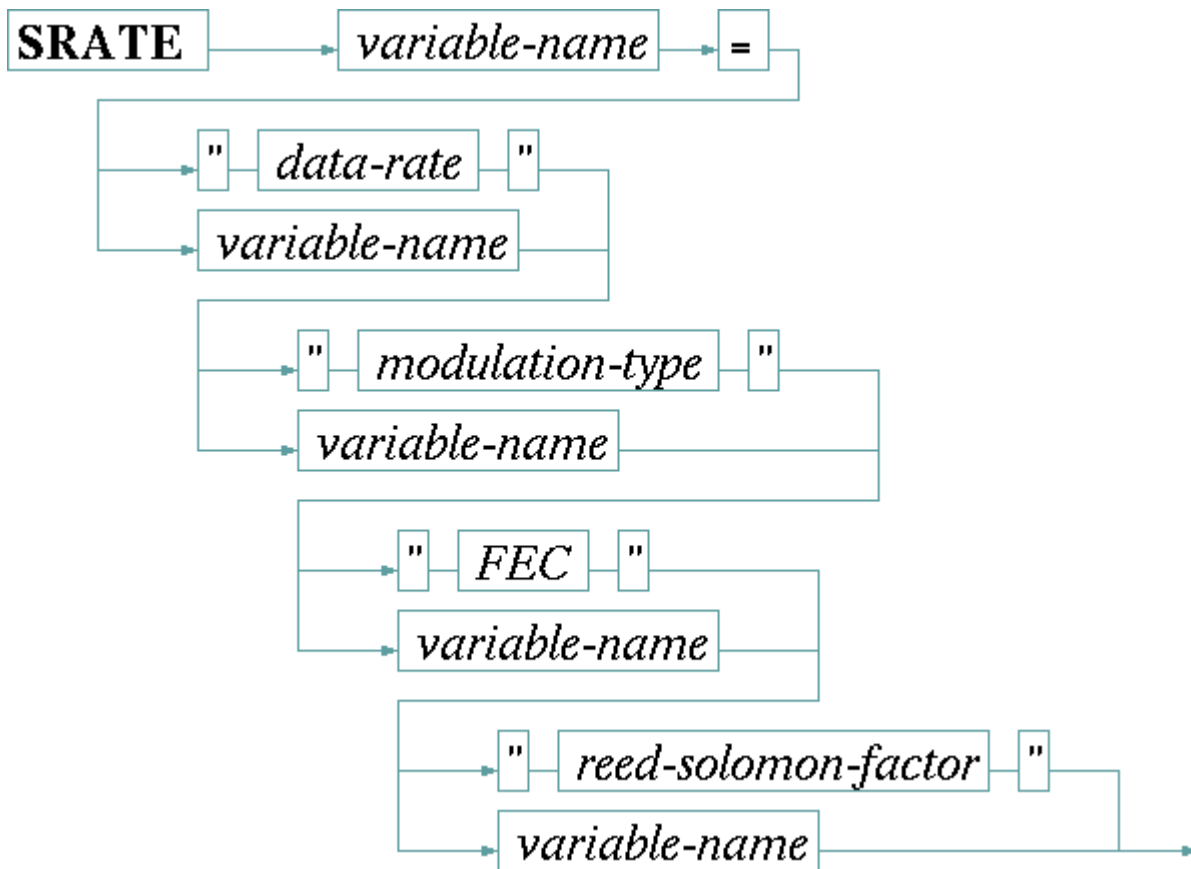 SRATE variable-name =
" data-rate "
variable-name
" modulation-type "
variable-name
" FEC "
variable-name
" reed-solomon-factor "
variable-name